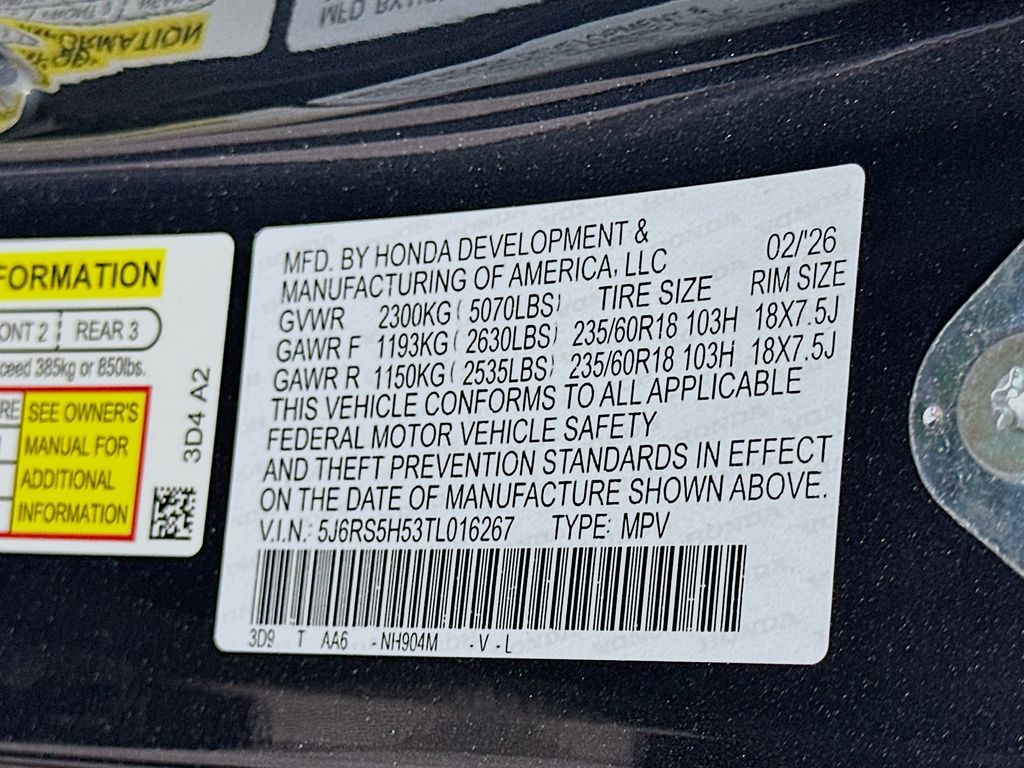 MFD. BY HONDA DEVELOPMENT &
MANUFACTURING OF AMERICA, LLC 02/'26
GVWR 2300KG ( 5070LBS) TIRE SIZE RIM SIZE
GAWR F 1193KG ( 2630LBS) 235/60R18 103H 18X7.5J
GAWR R 1150KG ( 2535LBS) 235/60R18 103H 18X7.5J
THIS VEHICLE CONFORMS TO ALL APPLICABLE
FEDERAL MOTOR VEHICLE SAFETY
AND THEFT PREVENTION STANDARDS IN EFFECT
ON THE DATE OF MANUFACTURE SHOWN ABOVE.
V.I.N.: 5J6RS5H53TL016267 TYPE: MPV
3D9 T AA6 -NH904M -V-L
FORMATION
ONT 2 REAR 3
ceed 385kg or 850lbs.
RE
SEE OWNER'S
MANUAL FOR
ADDITIONAL
INFORMATION
3D4 A2